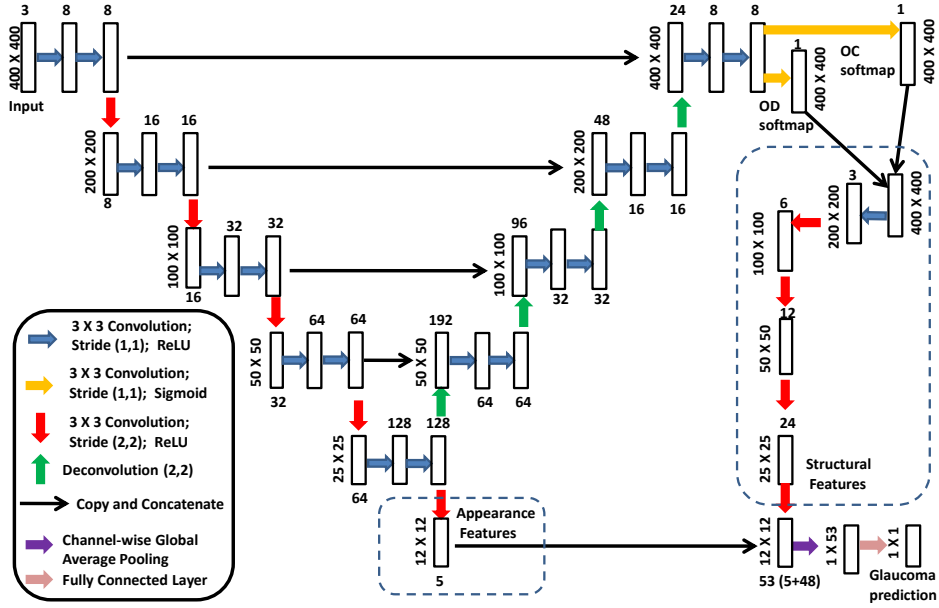 3 8 8 24 8 8 1
400 X 400
400 X 400
1
OC
softmap
400 X 400
400 X 400
Input
OD
softmap
16 16
48
200 X 200
200 X 200
8
16 16
3
400 X 400
200 X 200
6
32 32
96
100 X 100
100 X 100
100 X 100
16
32 32
12
64 64
192
50 X 50
50 X 50
50 X 50
32
64 64
3 X 3 Convolution;
Stride (1,1); ReLU
3 X 3 Convolution;
Stride (1,1); Sigmoid
3 X 3 Convolution;
Stride (2,2); ReLU
Deconvolution (2,2)
Copy and Concatenate
Channel-wise Global
Average Pooling
Fully Connected Layer
128 128
24
25 X 25
25 X 25
64
Structural
Features
Appearance
Features
12 X 12
5
12 X 12
1 X 53
1 X 1
53 (5+48)
Glaucoma
prediction